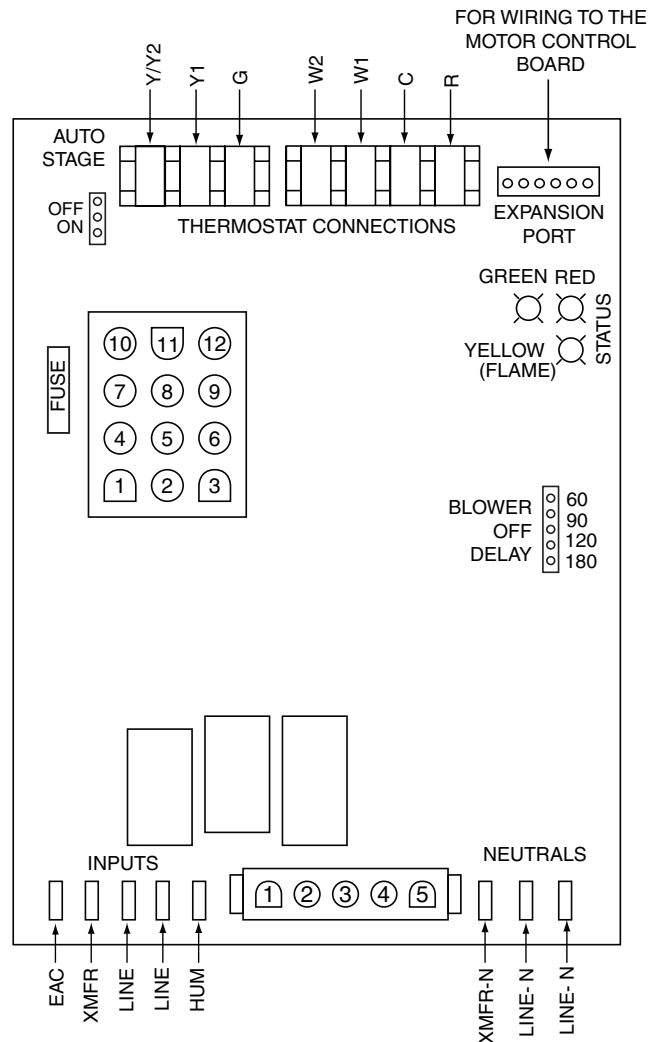 FOR WIRING TO THE
MOTOR CONTROL
BOARD
Y/Y2
Y1
G
W2
W1
C
R
AUTO
STAGE
OFF
ON
THERMOSTAT CONNECTIONS
EXPANSION
PORT
GREEN RED
YELLOW
(FLAME)
STATUS
FUSE
10 11 12
7 8 9
4 5 6
1 2 3
BLOWER
OFF
DELAY
60
90
120
180
INPUTS
NEUTRALS
1 2 3 4 5
EAC
XMFR
LINE
LINE
HUM
XMFR-N
LINE- N
LINE- N